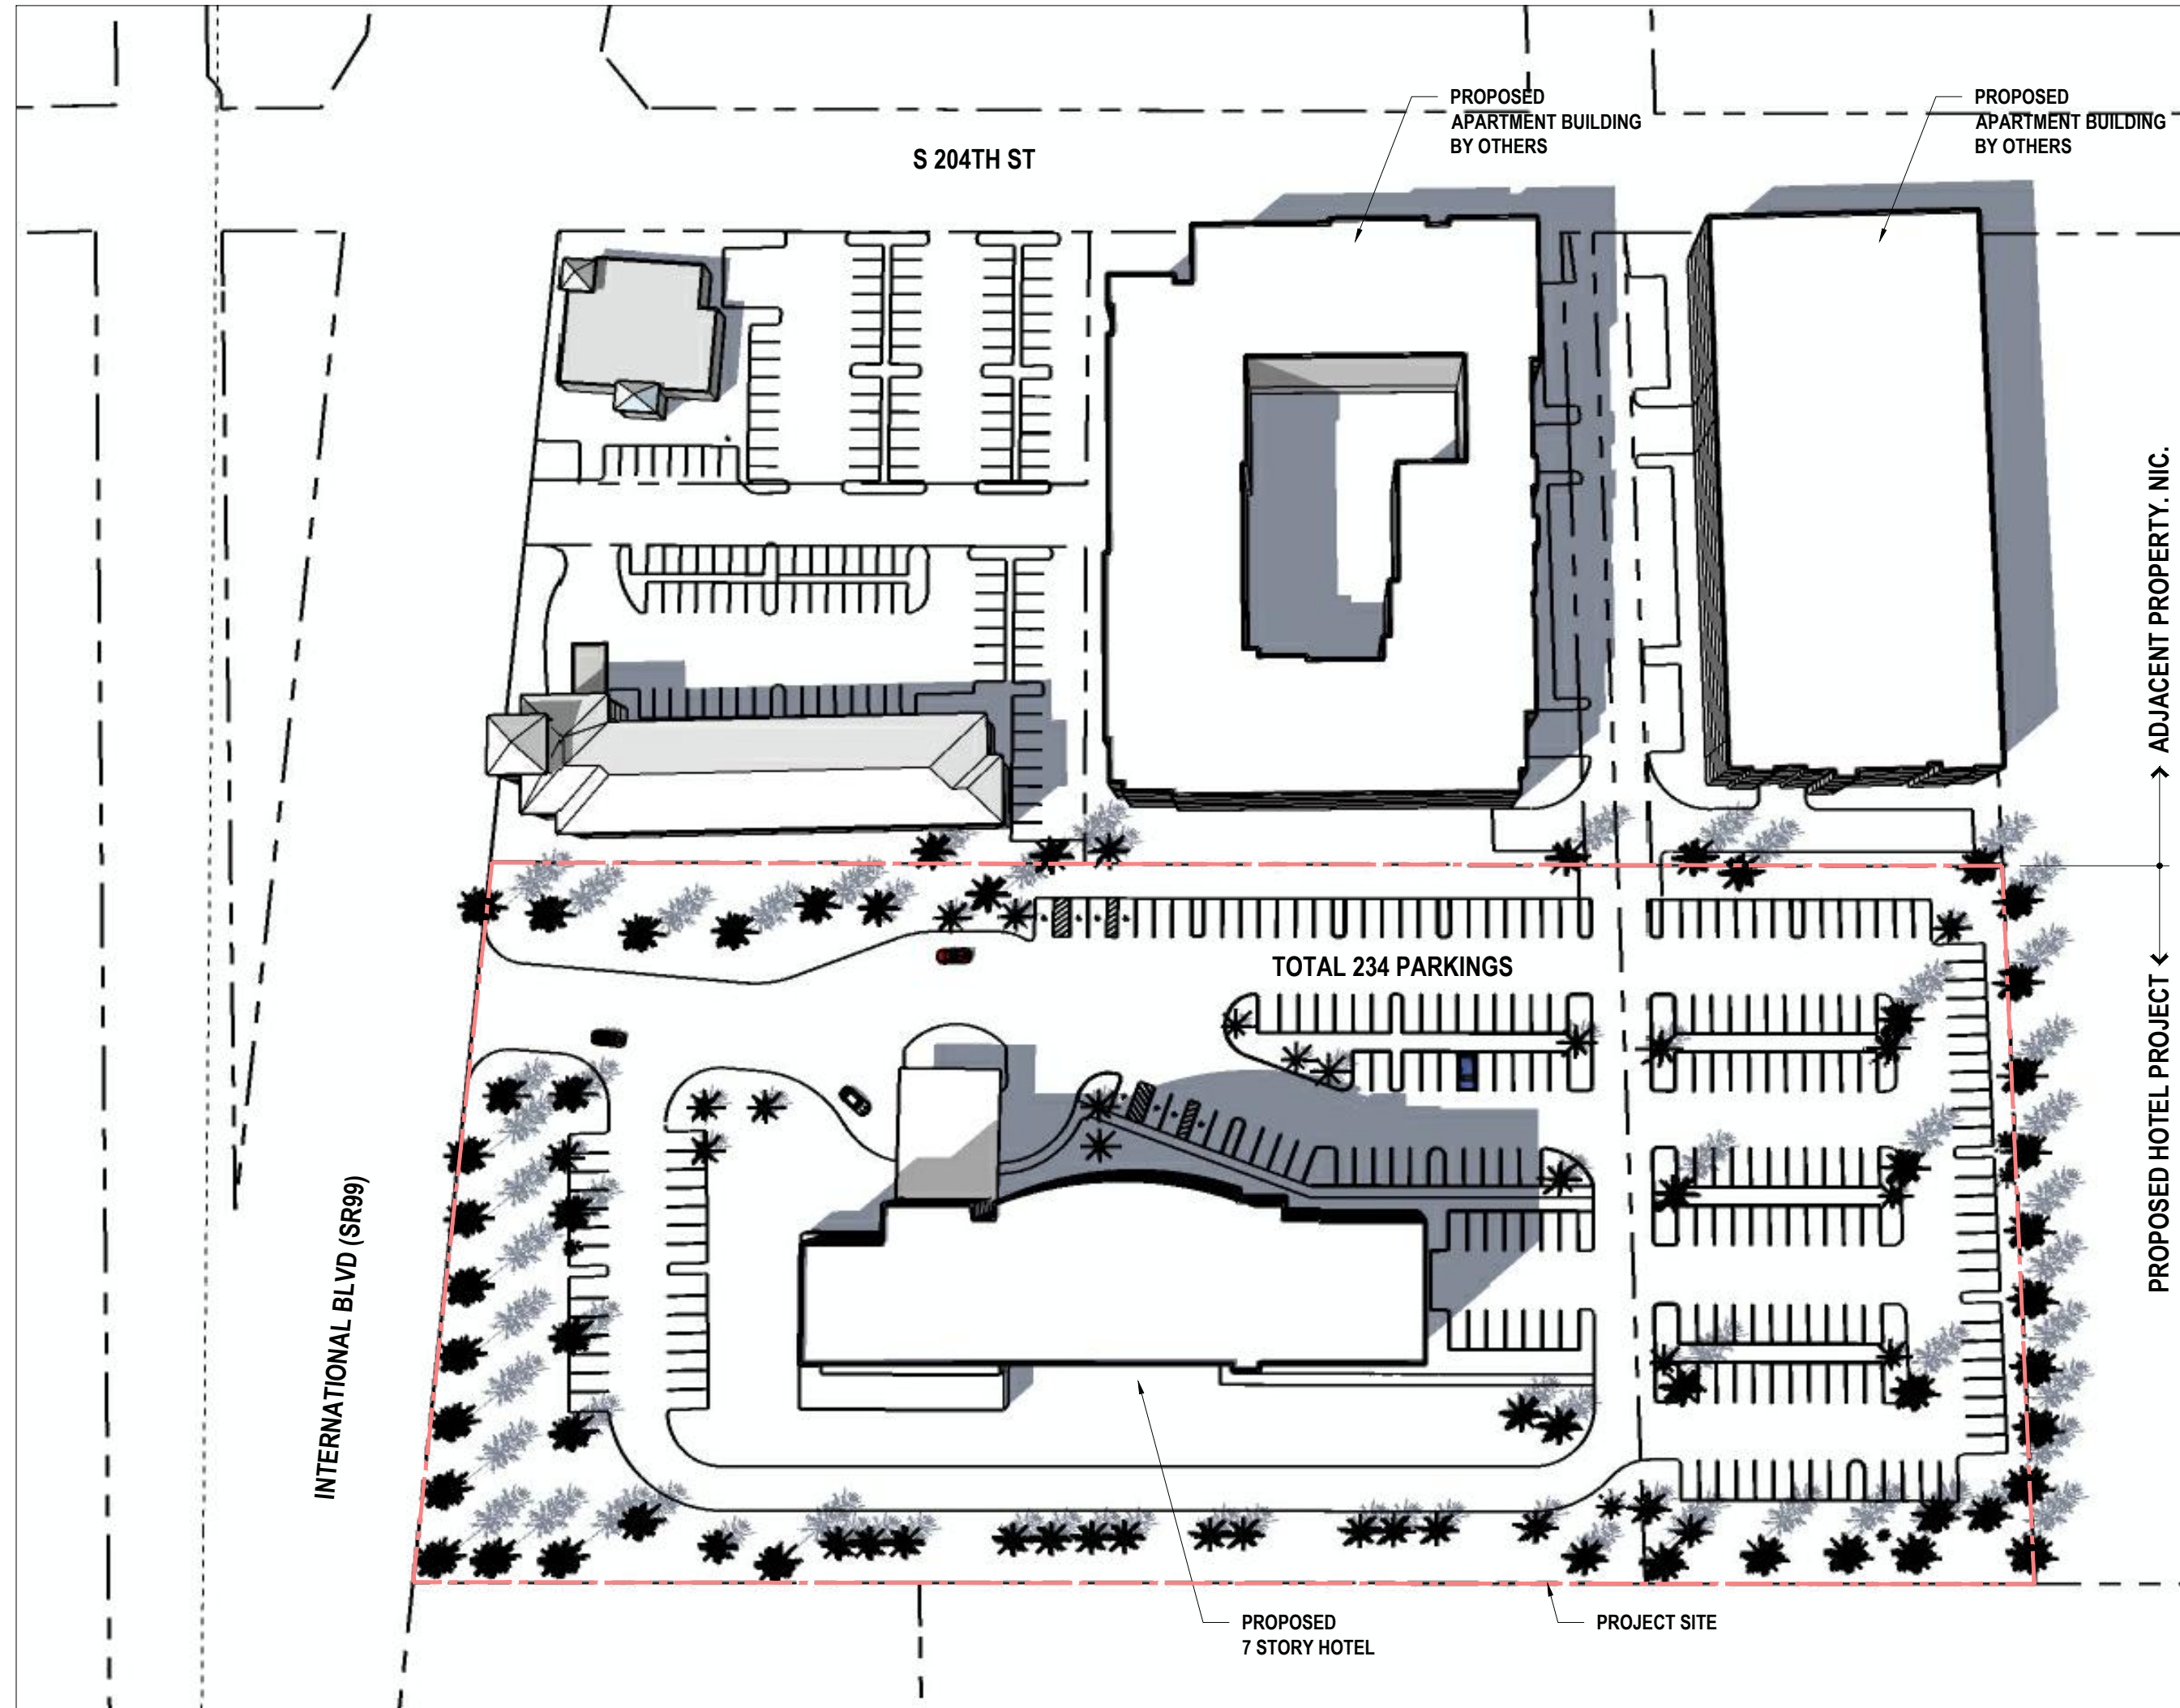 PROPOSED
APARTMENT BUILDING
BY OTHERS
PROPOSED
APARTMENT BUILDING
BY OTHERS
S 204TH ST
ADJACENT PROPERTY. NIC.
TOTAL 234 PARKINGS
PROPOSED HOTEL PROJECT
INTERNATIONAL BLVD (SR99)
PROPOSED
7 STORY HOTEL
PROJECT SITE